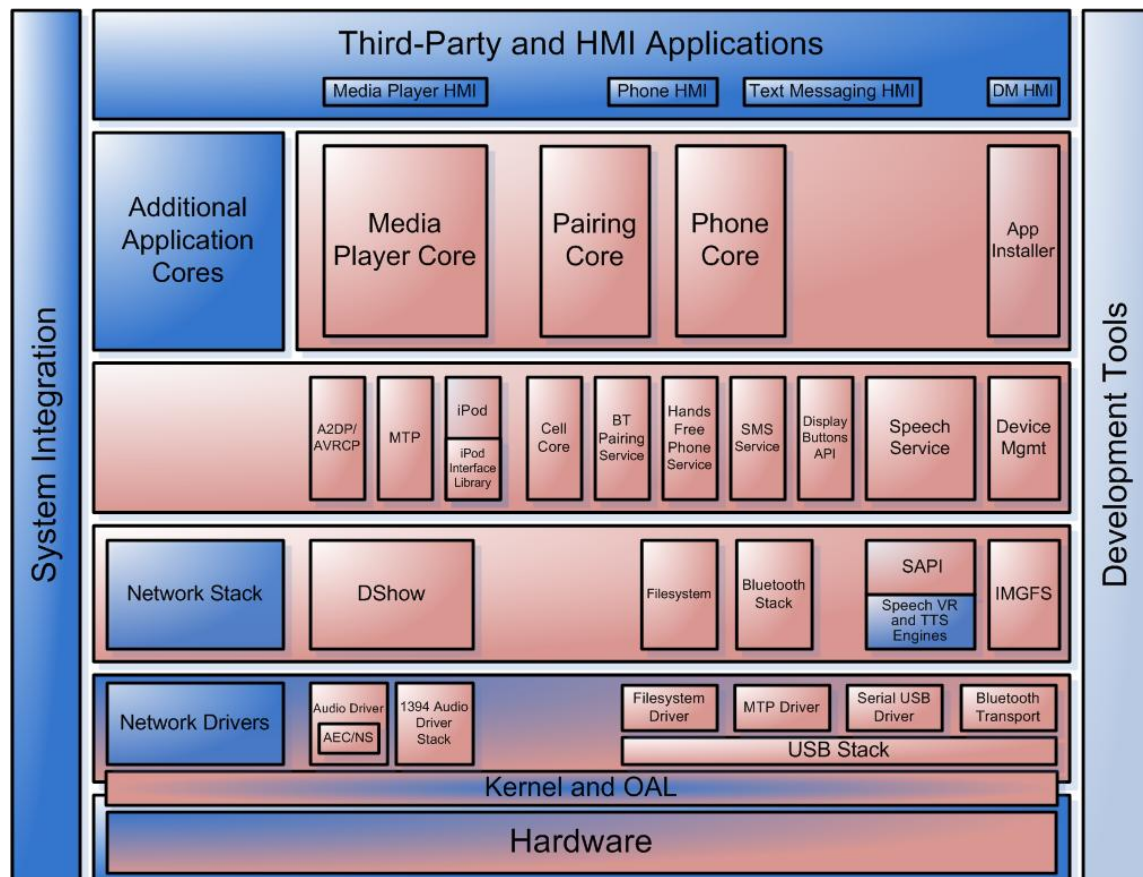 System Integration
Third-Party and HMI Applications
Media Player HMI
Phone HMI
Text Messaging HMI
DM HMI
Additional
Application
Cores
Media
Player Core
Pairing
Core
Phone
Core
App
Installer
A2DP/
AVRCP
MTP
iPod
iPod
Interface
Library
Cell
Core
BT
Pairing
Service
Hands
Free
Phone
Service
SMS
Service
Display
Buttons
API
Speech
Service
Device
Mgmt
Network Stack
DShow
Filesystem
Bluetooth
Stack
SAPI
Speech VR
and TTS
Engines
IMGFS
Network Drivers
Audio Driver
AEC/NS
1394 Audio
Driver
Stack
Filesystem
Driver
MTP Driver
Serial USB
Driver
Bluetooth
Transport
USB Stack
Kernel and OAL
Hardware
Development Tools